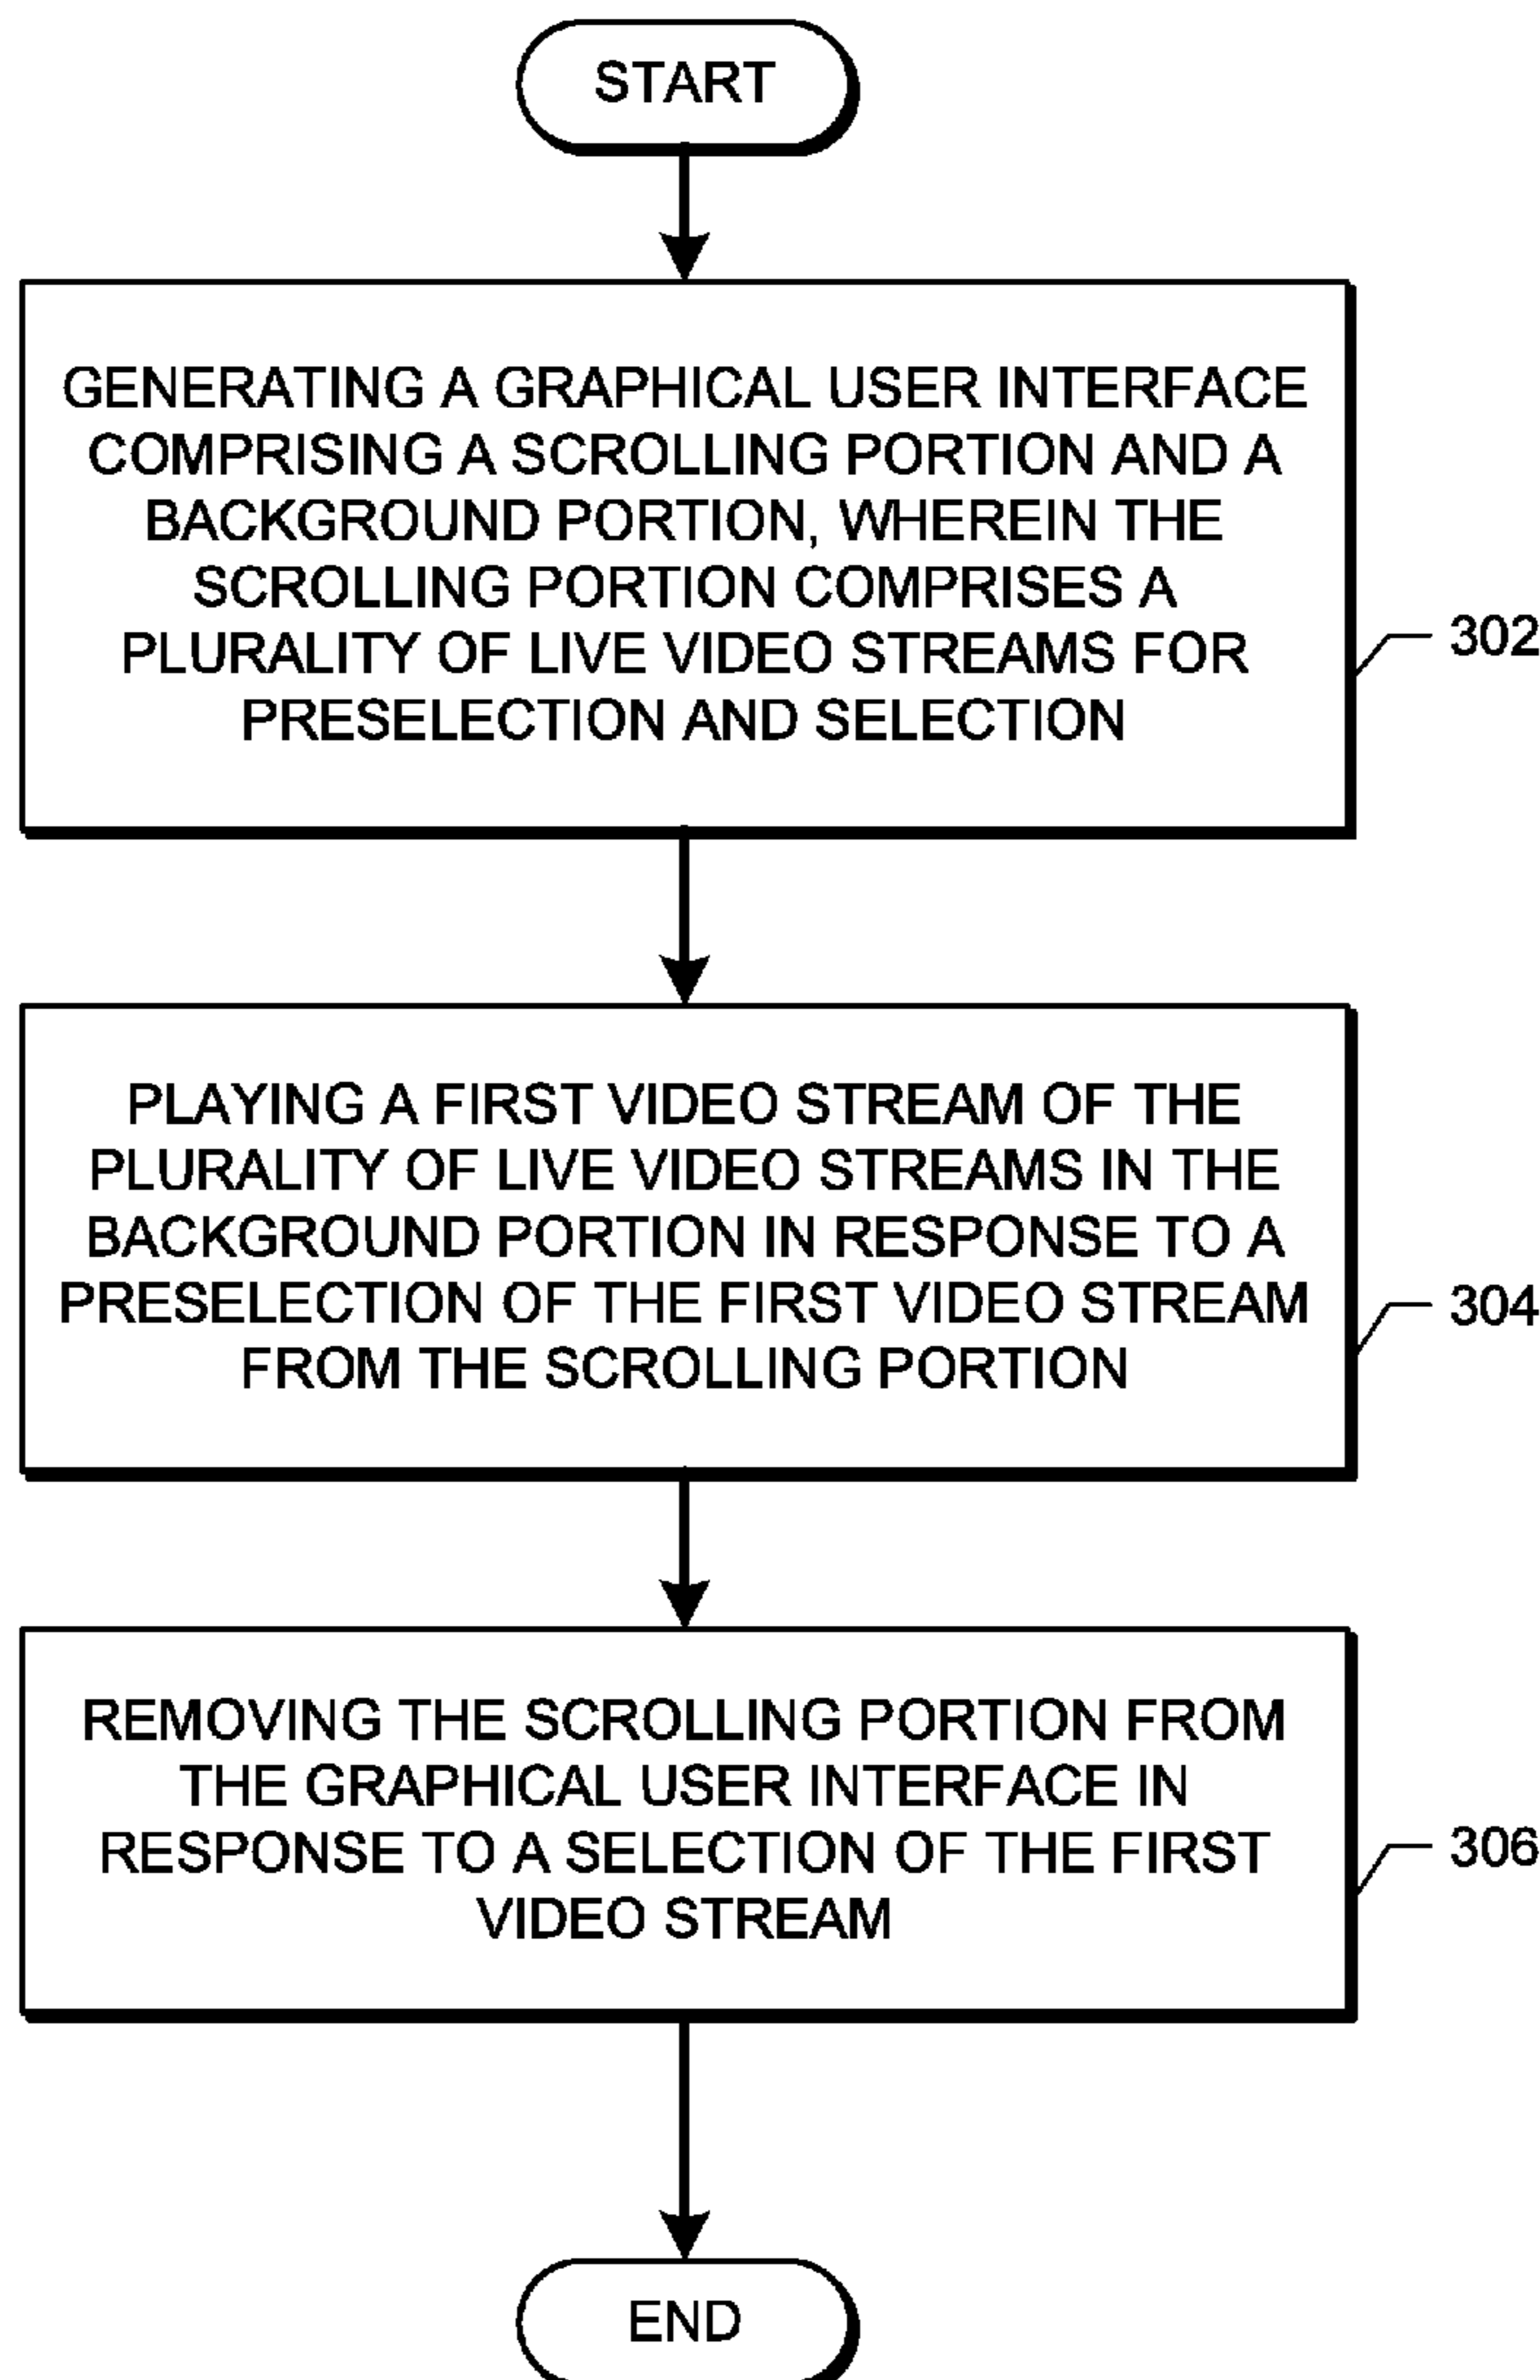 START
GENERATING A GRAPHICAL USER INTERFACE
COMPRISING A SCROLLING PORTION AND A
BACKGROUND PORTION, WHEREIN THE
SCROLLING PORTION COMPRISES A
PLURALITY OF LIVE VIDEO STREAMS FOR
PRESELECTION AND SELECTION
302
PLAYING A FIRST VIDEO STREAM OF THE
PLURALITY OF LIVE VIDEO STREAMS IN THE
BACKGROUND PORTION IN RESPONSE TO A
PRESELECTION OF THE FIRST VIDEO STREAM
FROM THE SCROLLING PORTION
304
REMOVING THE SCROLLING PORTION FROM
THE GRAPHICAL USER INTERFACE IN
RESPONSE TO A SELECTION OF THE FIRST
VIDEO STREAM
306
END